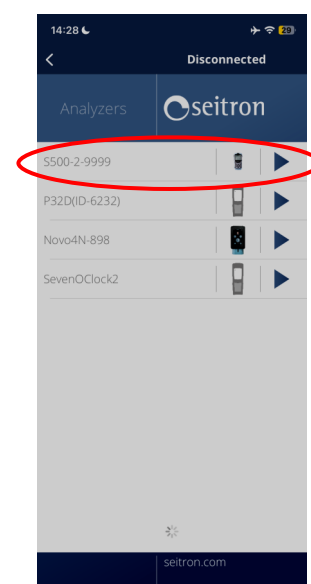 14:28
29
Disconnected
Analyzers
seitron
S500-2-9999
P32D(ID-6232)
Novo4N-898
SevenOClock2
seitron.com